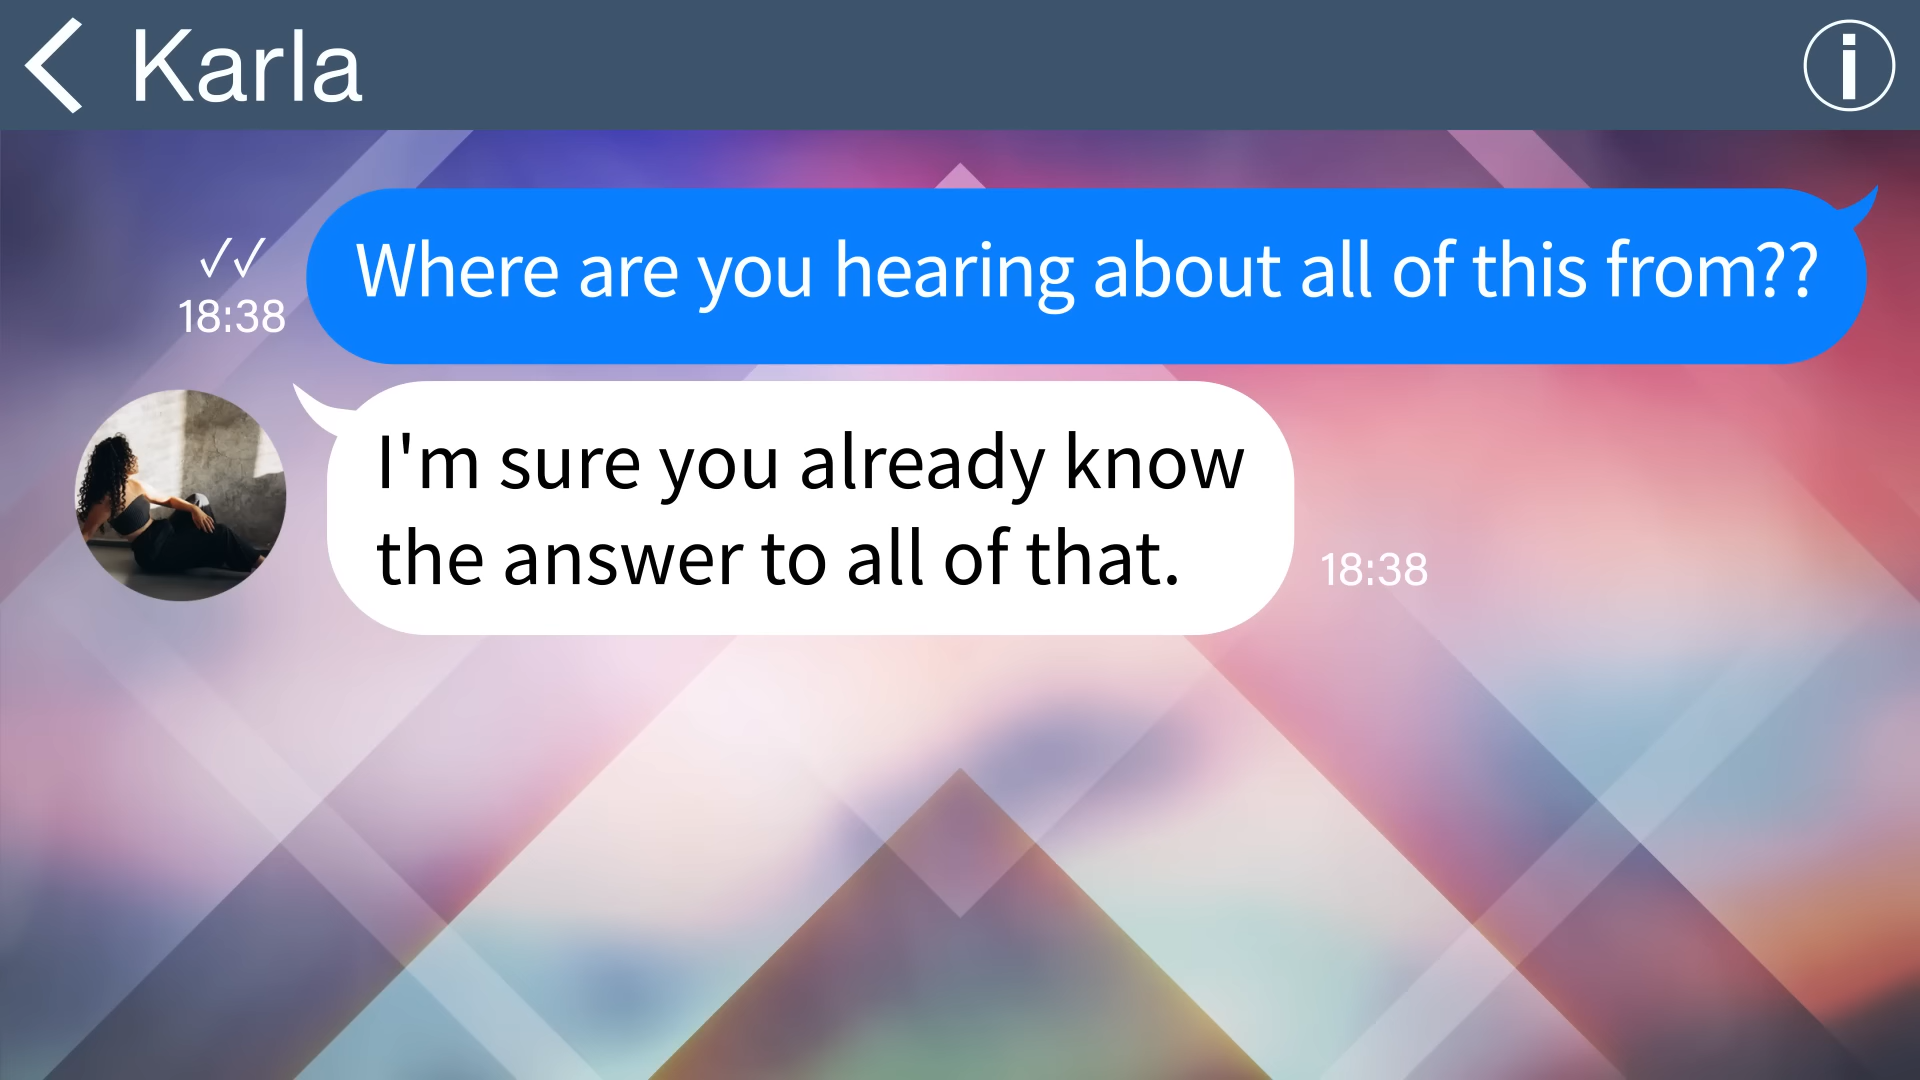 Karla
Where are you hearing about all of this from??
✓✓
18:38
I'm sure you already know
the answer to all of that.
18:38